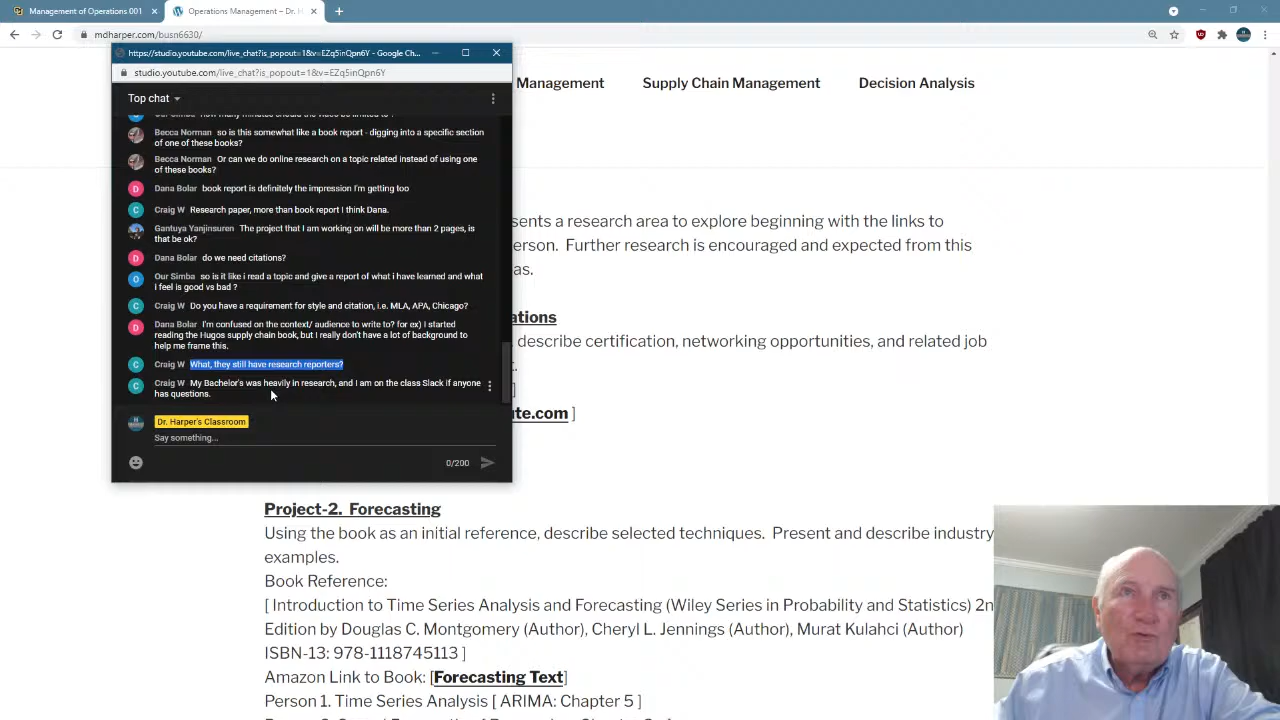 Management of Operations 001
Operations Management – Dr. H
mdharper.com/busn6630/
https://studio.youtube.com/live_chat?is_popout=1&v=EZq5inQpn6Y - Google Ch...
studio.youtube.com/live_chat?is_popout=1&v=EZq5inQpn6Y
Management
Supply Chain Management
Decision Analysis
Top chat
Our Simba how many minutes should the video be limited to ?
Becca Norman so is this somewhat like a book report - digging into a specific section
of one of these books?
Becca Norman Or can we do online research on a topic related instead of using one
of these books?
Dana Bolar book report is definitely the impression I'm getting too
Craig W Research paper, more than book report I think Dana.
Gantuya Yanjinsuren The project that I am working on will be more than 2 pages, is
that be ok?
Dana Bolar do we need citations?
Our Simba so is it like i read a topic and give a report of what i have learned and what
i feel is good vs bad ?
Craig W Do you have a requirement for style and citation, i.e. MLA, APA, Chicago?
Dana Bolar I'm confused on the context/ audience to write to? for ex) I started
reading the Hugos supply chain book, but I really don't have a lot of background to
help me frame this.
Craig W What, they still have research reporters?
Craig W My Bachelor's was heavily in research, and I am on the class Slack if anyone
has questions.
Dr. Harper's Classroom
Say something...
0/200
sents a research area to explore beginning with the links to
erson. Further research is encouraged and expected from this
as.
ations
describe certification, networking opportunities, and related job
t.
]
ute.com ]
Project-2. Forecasting
Using the book as an initial reference, describe selected techniques. Present and describe industry
examples.
Book Reference:
[ Introduction to Time Series Analysis and Forecasting (Wiley Series in Probability and Statistics) 2n
Edition by Douglas C. Montgomery (Author), Cheryl L. Jennings (Author), Murat Kulahci (Author)
ISBN-13: 978-1118745113 ]
Amazon Link to Book: [Forecasting Text]
Person 1. Time Series Analysis [ ARIMA: Chapter 5 ]